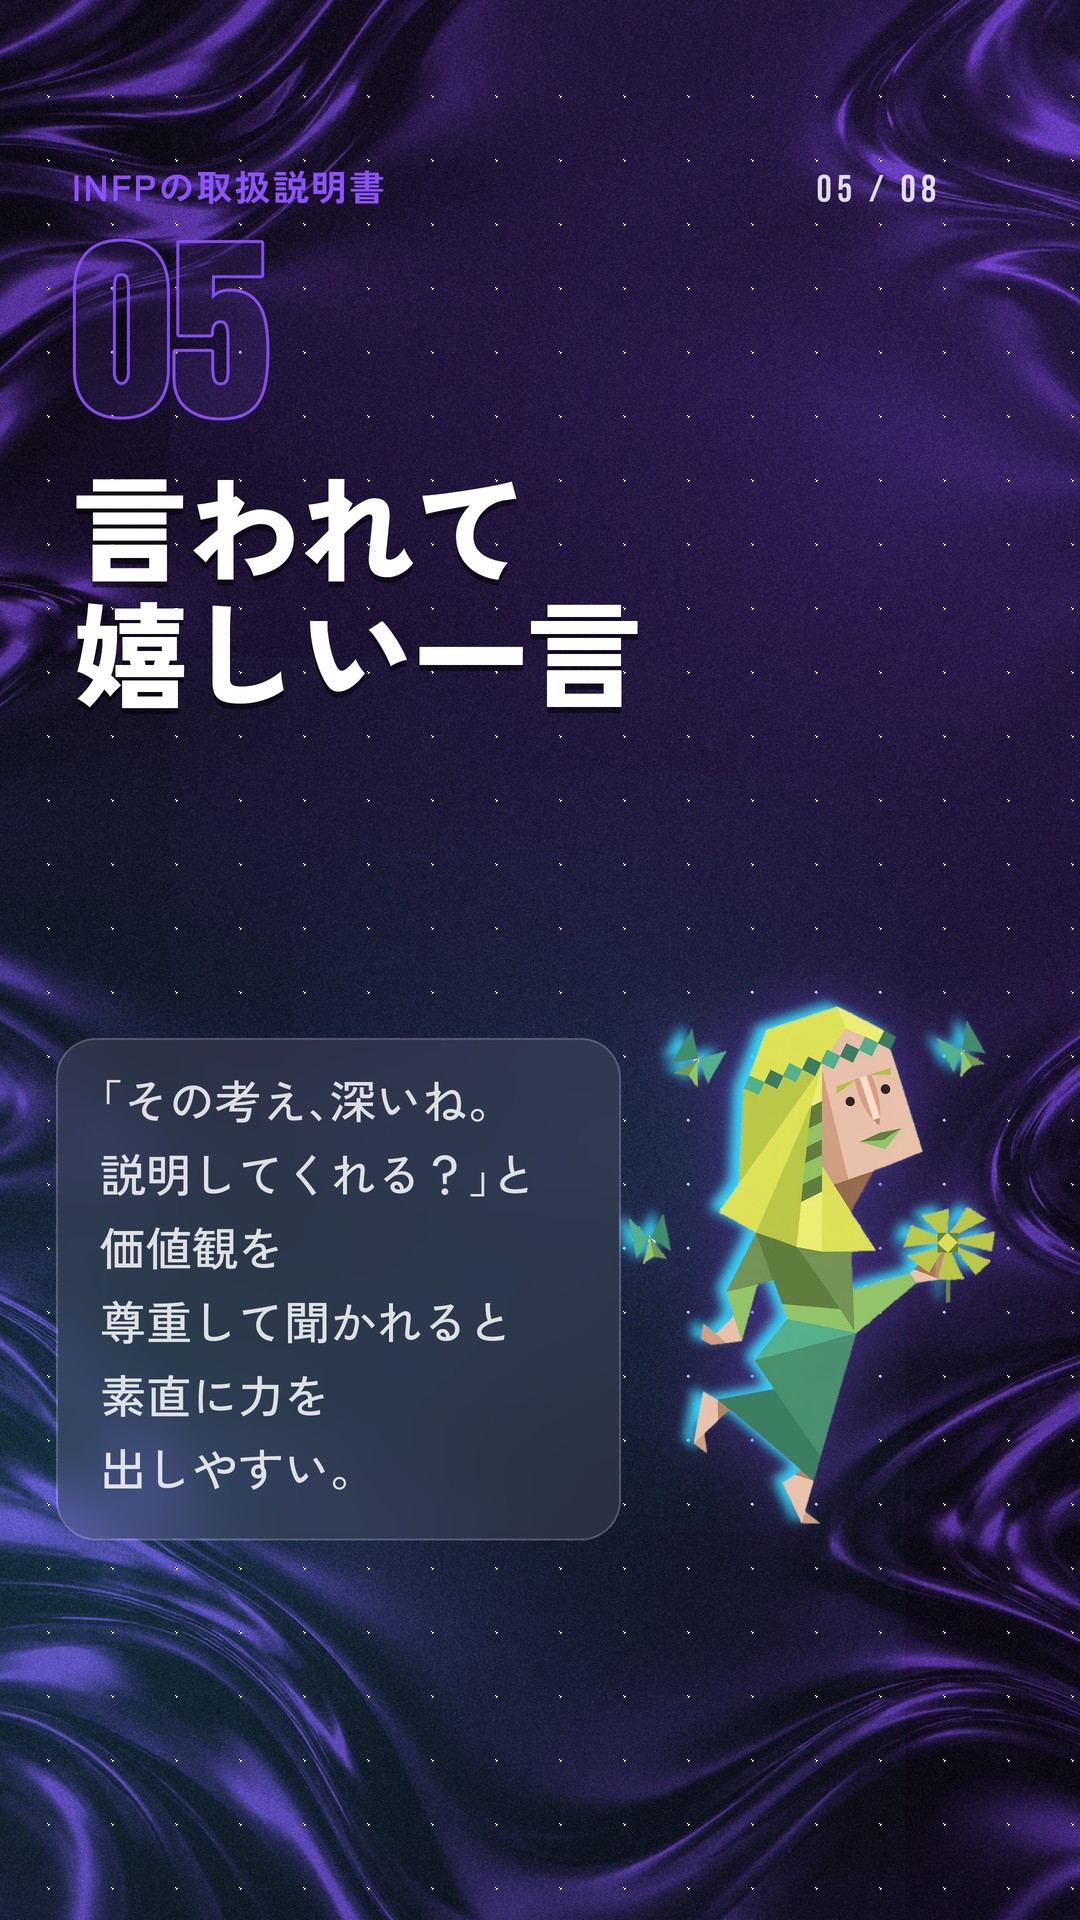 INFPの取扱説明書
05 / 08
05
言われて
嬉しい一言
「その考え、深いね。
説明してくれる？」と
価値観を
尊重して聞かれると
素直に力を
出しやすい。